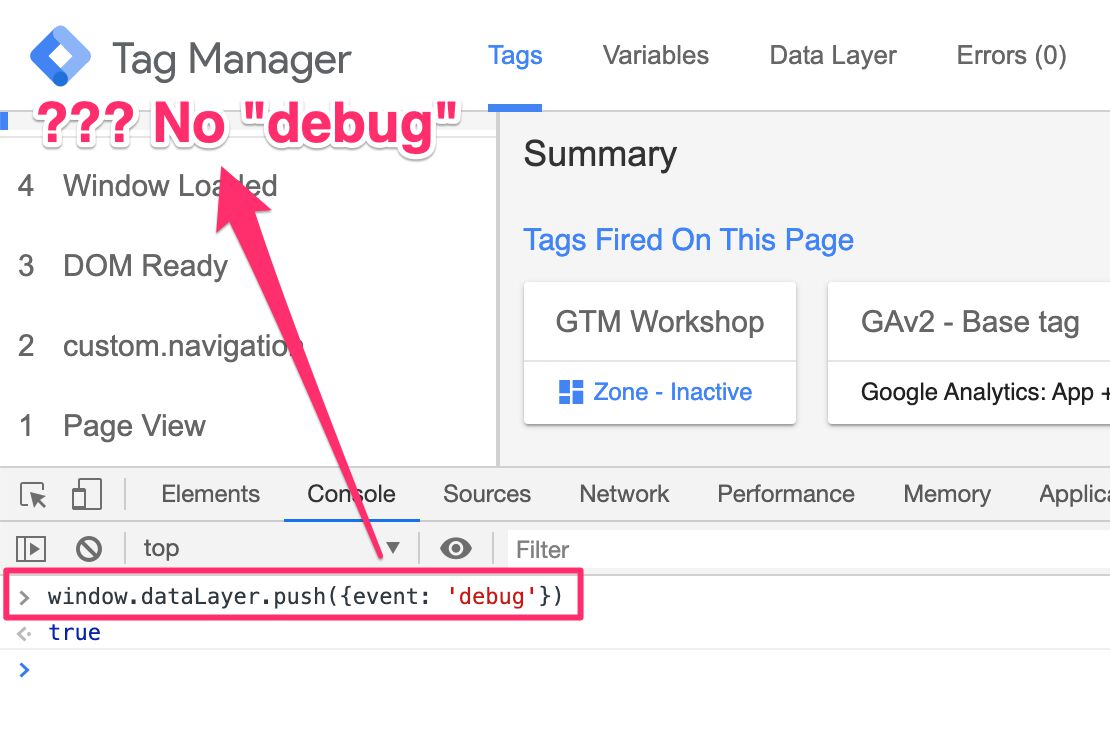 Tag Manager
Tags Variables Data Layer Errors (0)
??? No "debug"
4 Window Loaded
3 DOM Ready
2 custom.navigation
1 Page View
Summary
Tags Fired On This Page
GTM Workshop
Zone - Inactive
GAv2 - Base tag
Google Analytics: App +
Elements Console Sources Network Performance Memory Applica
top ▼ Filter
> window.dataLayer.push({event: 'debug'})
<· true
>